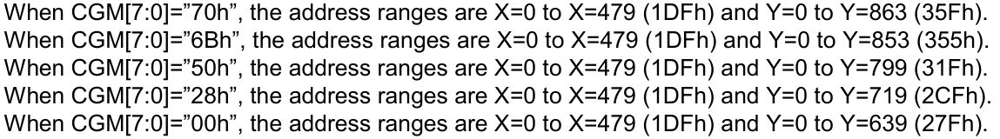 When CGM[7:0]=”70h”, the address ranges are X=0 to X=479 (1DFh) and Y=0 to Y=863 (35Fh).
When CGM[7:0]=”6Bh”, the address ranges are X=0 to X=479 (1DFh) and Y=0 to Y=853 (355h).
When CGM[7:0]=”50h”, the address ranges are X=0 to X=479 (1DFh) and Y=0 to Y=799 (31Fh).
When CGM[7:0]=”28h”, the address ranges are X=0 to X=479 (1DFh) and Y=0 to Y=719 (2CFh).
When CGM[7:0]=”00h”, the address ranges are X=0 to X=479 (1DFh) and Y=0 to Y=639 (27Fh).